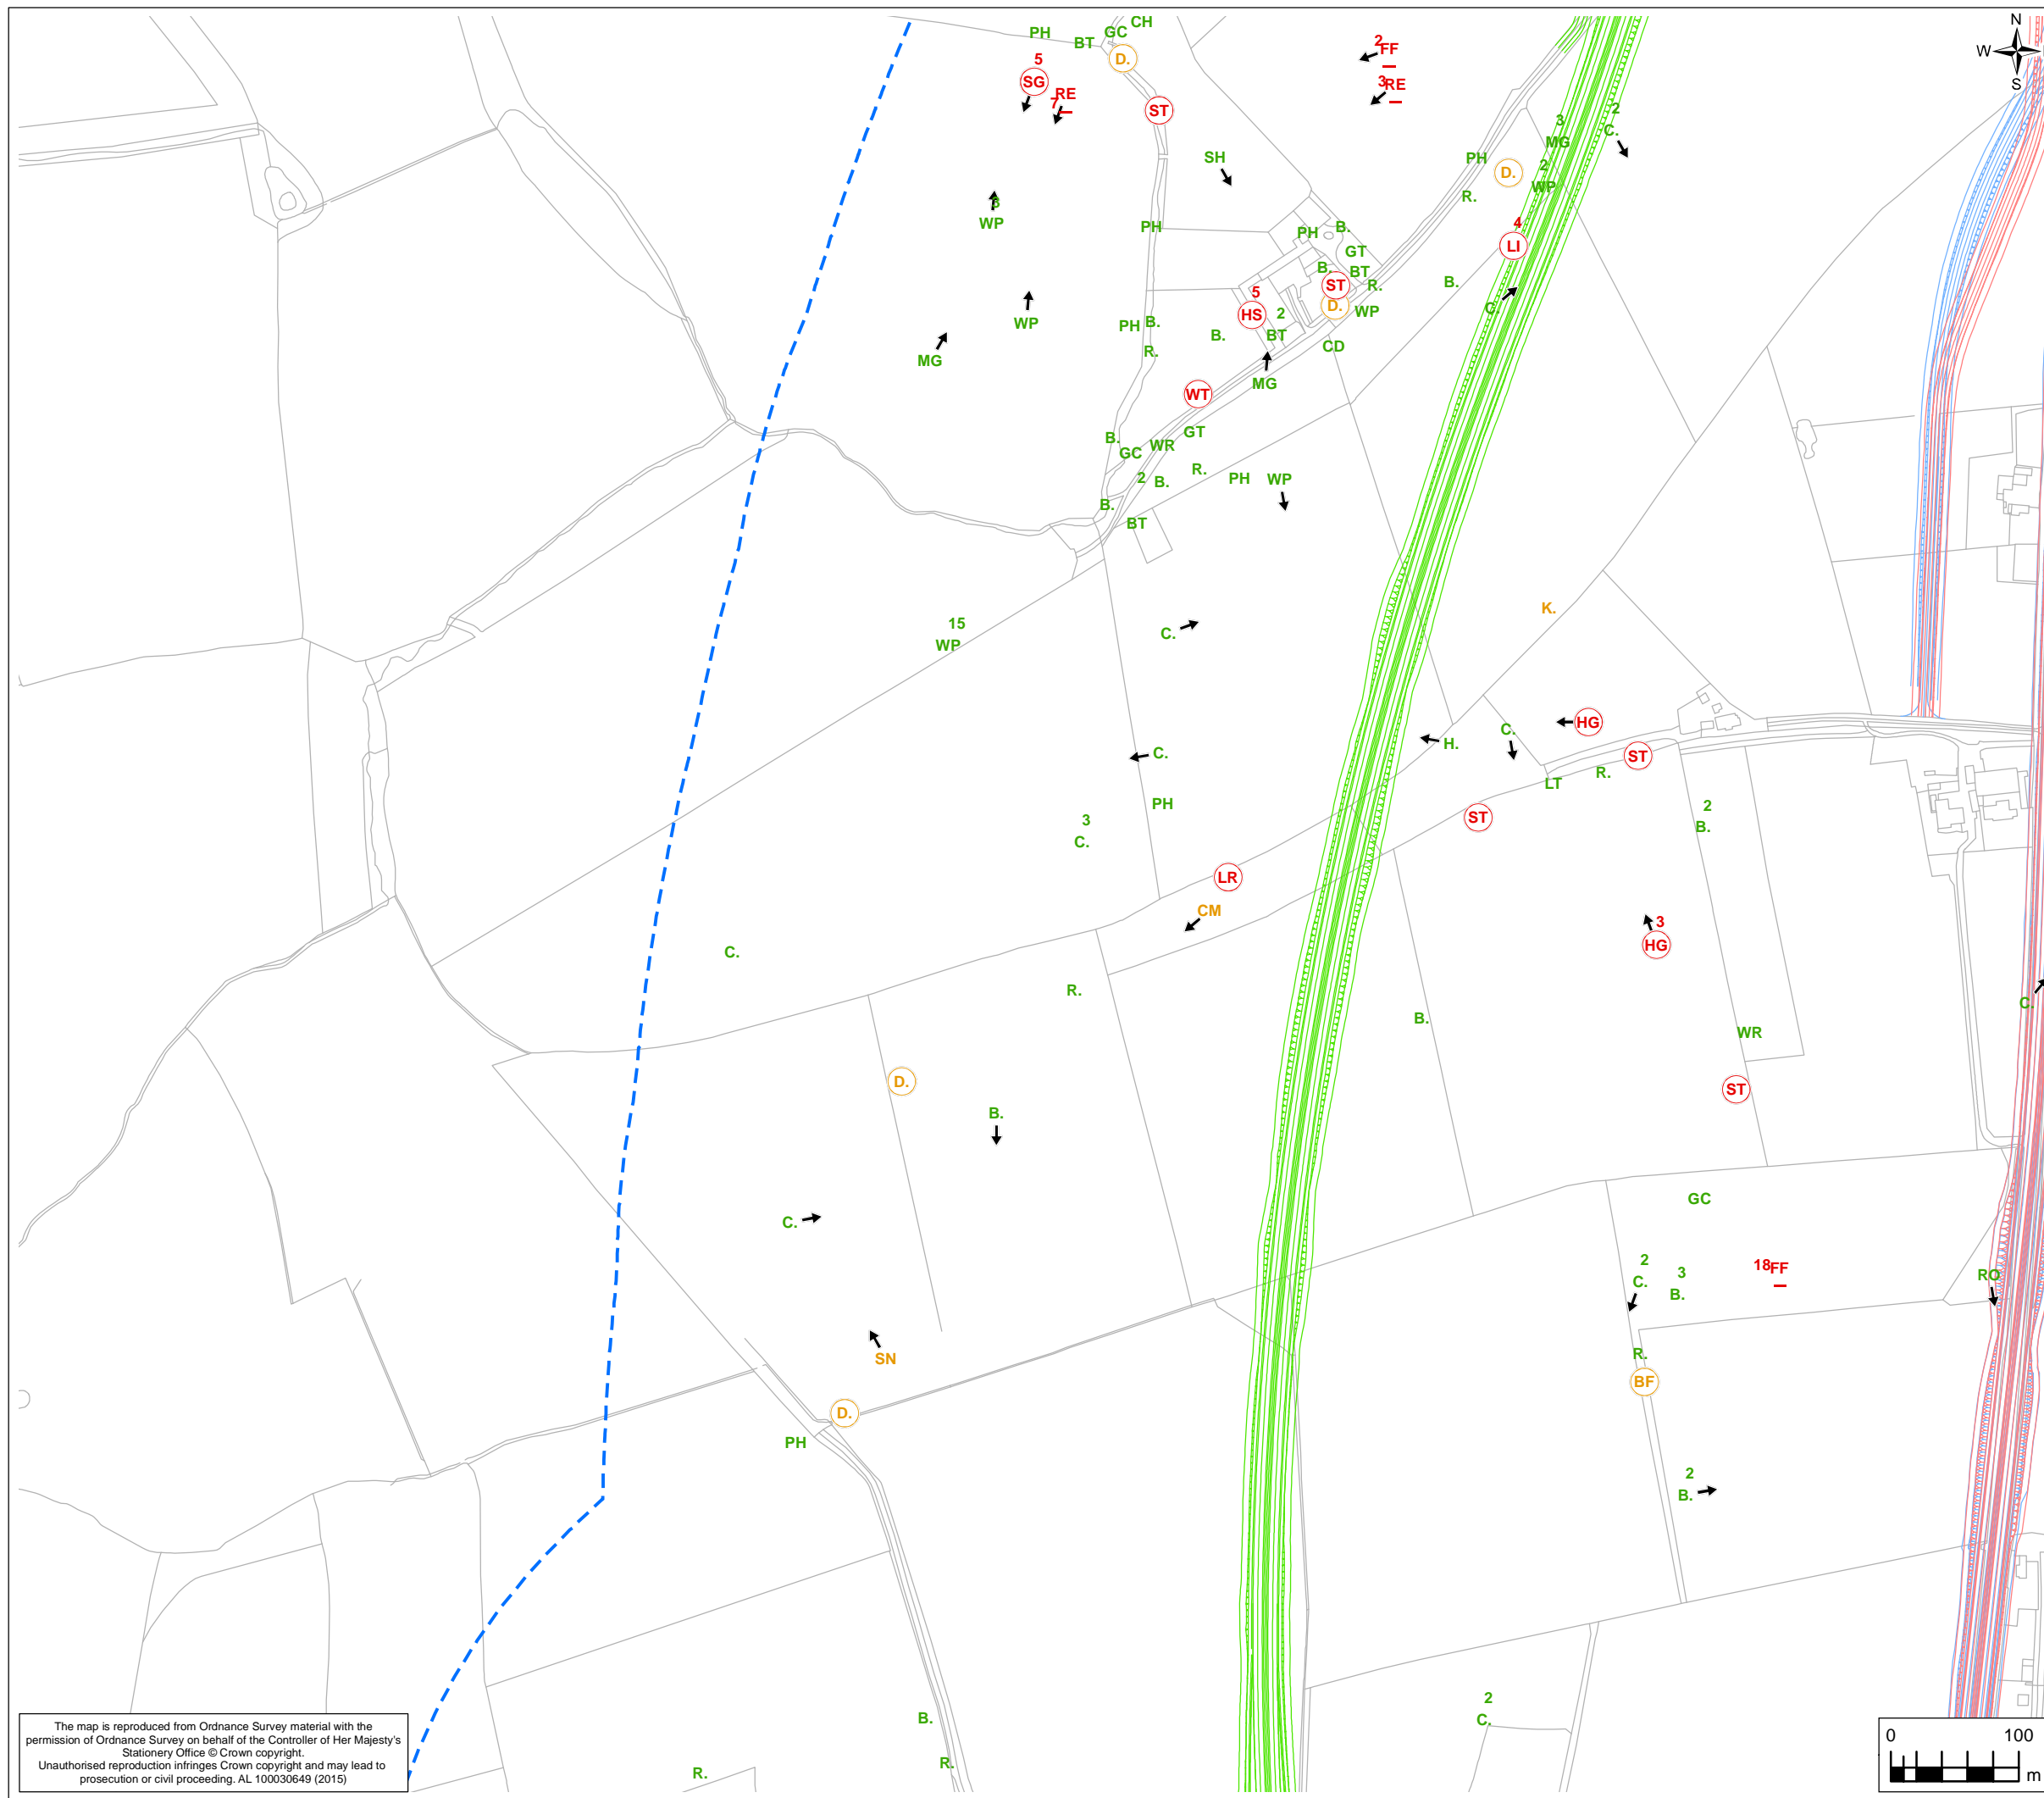 CH
PH
GC
BT
N
W
S
D.
2
FF
5
SG
3
RE
7
RE
ST
2
C.
3
MG
SH
PH
2
WP
D.
R.
3
WP
PH
PH
B.
4
LI
GT
B.
BT
ST
R.
B.
C.
5
HS
D.
WP
2
BT
WP
PH
B.
B.
CD
R.
MG
MG
WT
GT
B.
WR
GC
R.
PH
WP
2
B.
B.
BT
K.
15
WP
C.
HG
C.
H.
C.
ST
R.
LT
PH
2
B.
3
C.
ST
LR
CM
3
HG
C.
R.
C.
B.
WR
D.
ST
B.
GC
C.
2
C.
3
B.
18
FF
RO
R.
SN
BF
D.
PH
2
B.
2
C.
B.
R.
R.
The map is reproduced from Ordnance Survey material with the
permission of Ordnance Survey on behalf of the Controller of Her Majesty's
Stationery Office © Crown copyright.
Unauthorised reproduction infringes Crown copyright and may lead to
prosecution or civil proceeding. AL 100030649 (2015)
0 100
m